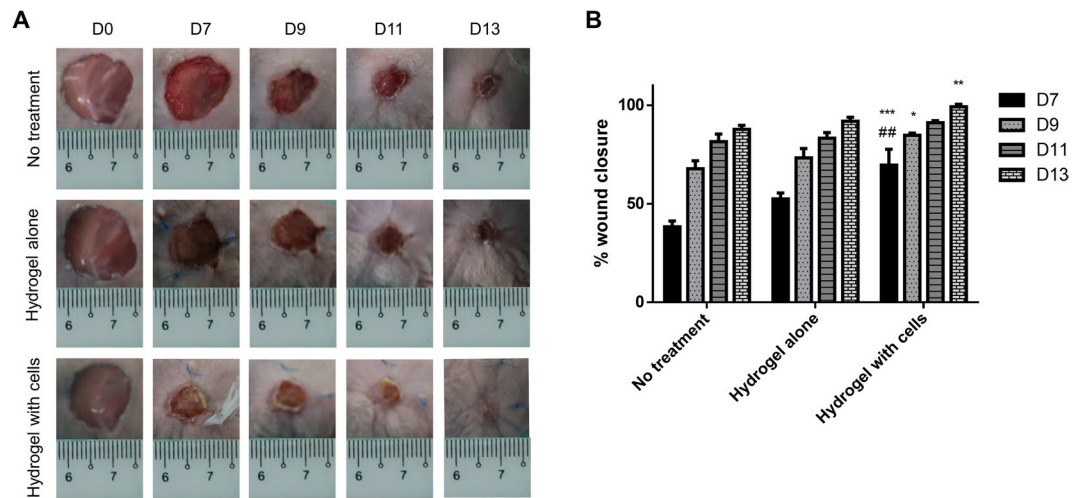 A
D0 D7 D9 D11 D13
No treatment
6 7
6 7
6 7
6 7
6 7
Hydrogel alone
6 7
6 7
6 7
6 7
6 7
Hydrogel with cells
6 7
6 7
6 7
6 7
6 7
B
% wound closure
100
50
0
***
##
*
**
No treatment
Hydrogel alone
Hydrogel with cells
D7
D9
D11
D13